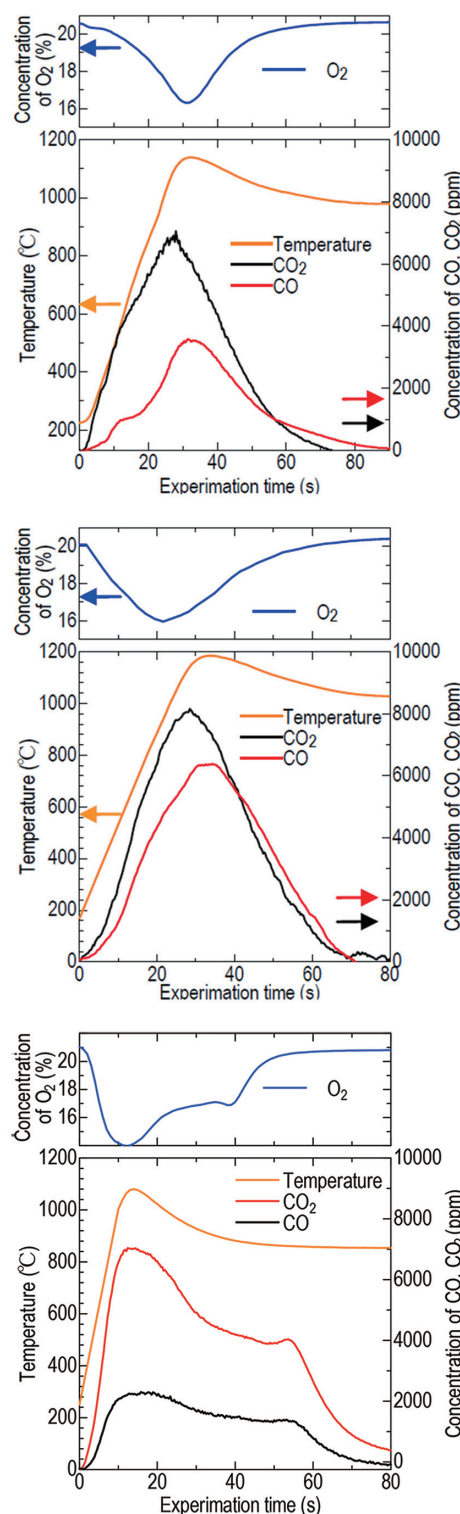 Concentration
of O2 (%)
20
18
16
O2
Temperature (℃)
1200
1000
800
600
400
200
Temperature
CO2
CO
10000
8000
6000
4000
2000
0
Concentration of CO, CO2 (ppm)
0 20 40 60 80
Experimation time (s)
Concentration
of O2 (%)
20
18
16
O2
Temperature (℃)
1200
1000
800
600
400
200
0
Temperature
CO2
CO
10000
8000
6000
4000
2000
0
Concentration of CO, CO2 (ppm)
0 20 40 60 80
Experimation time (s)
Concentration
of O2 (%)
20
18
16
14
O2
Temperature (℃)
1200
1000
800
600
400
200
0
Temperature
CO2
CO
10000
8000
6000
4000
2000
0
Concentration of CO, CO2 (ppm)
0 20 40 60 80
Experimation time (s)